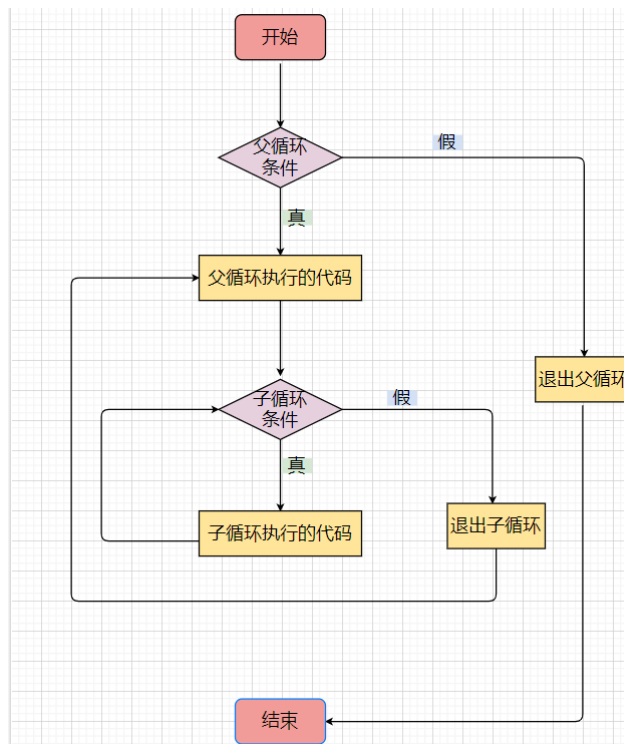 开始
父循环
条件
假
真
父循环执行的代码
退出父循环
子循环
条件
假
真
子循环执行的代码
退出子循环
结束